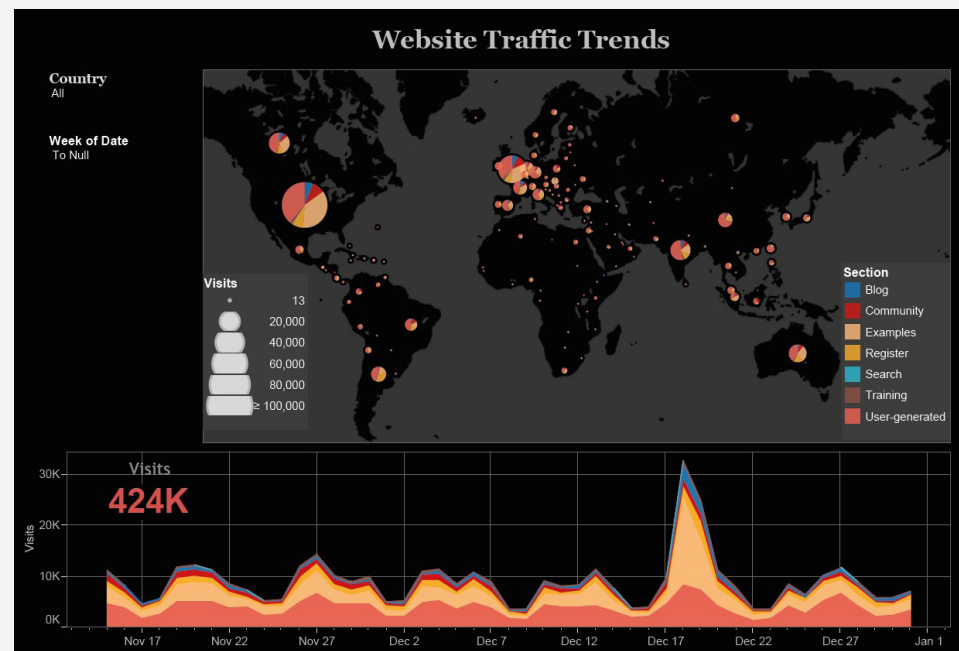 Website Traffic Trends
Country
All
Week of Date
To Null
Visits
13
20,000
40,000
60,000
80,000
≥ 100,000
Section
Blog
Community
Examples
Register
Search
Training
User-generated
Visits
424K
30K
20K
10K
0K
Visits
Nov 17 Nov 22 Nov 27 Dec 2 Dec 7 Dec 12 Dec 17 Dec 22 Dec 27 Jan 1